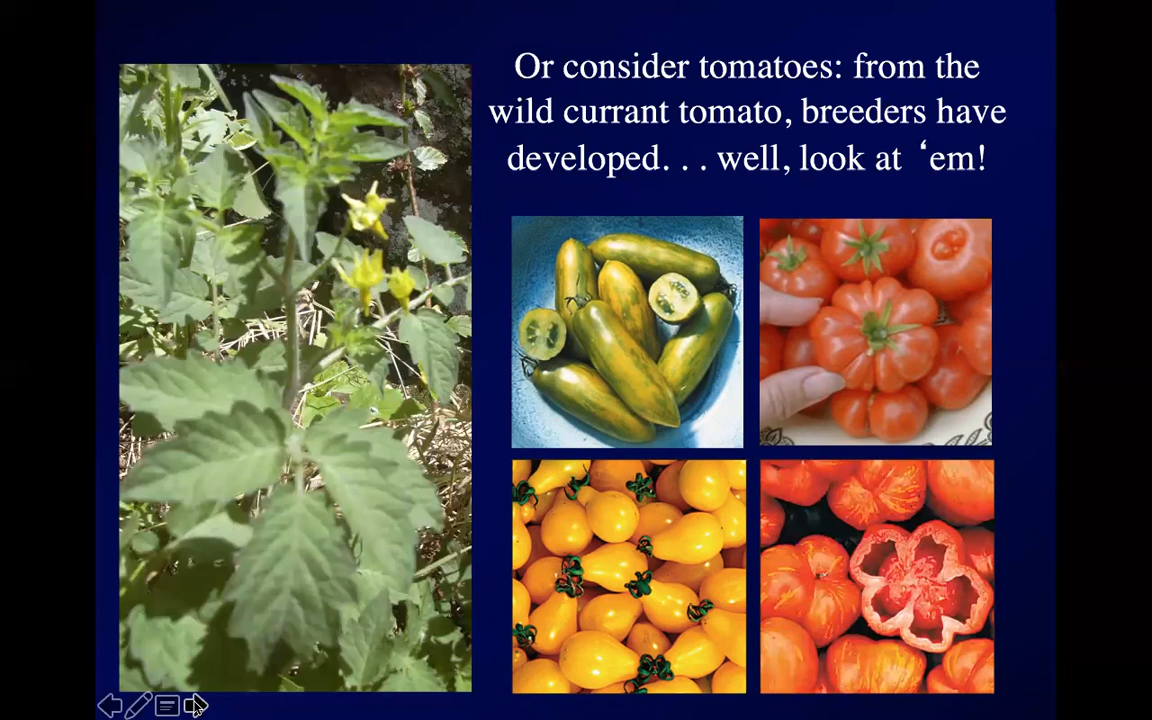 Or consider tomatoes: from the
wild currant tomato, breeders have
developed. . . well, look at ‘em!